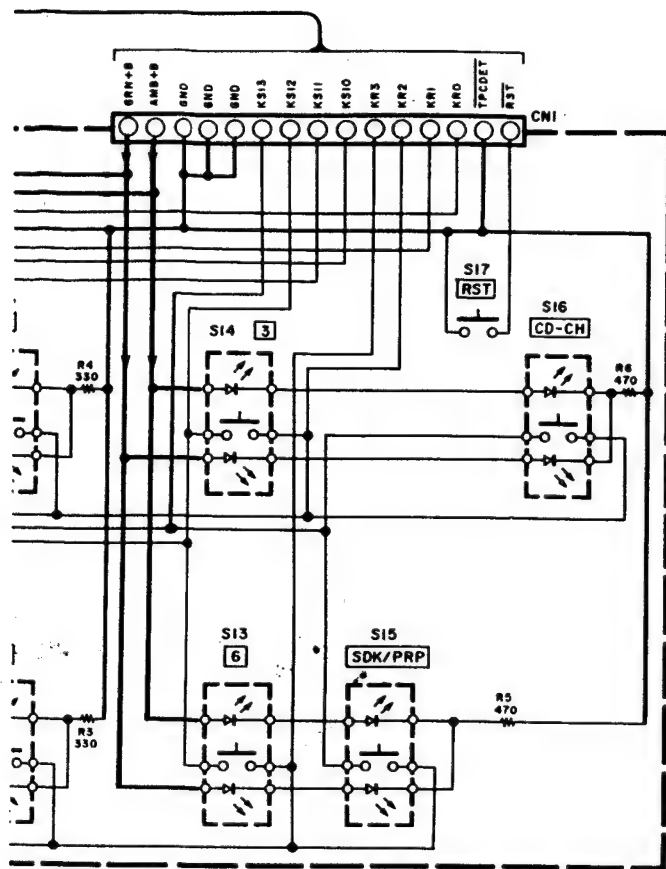 GRN+B
AMB+B
GND
GND
GND
KS13
KS12
KS11
KS10
KR3
KR2
KR1
KR0
TPCDET
RST
CN1
S17
RST
S16
CD-CH
S14 3
R4
330
R6
470
S13
6
S15
SDK/PRP
R5
470
R3
330